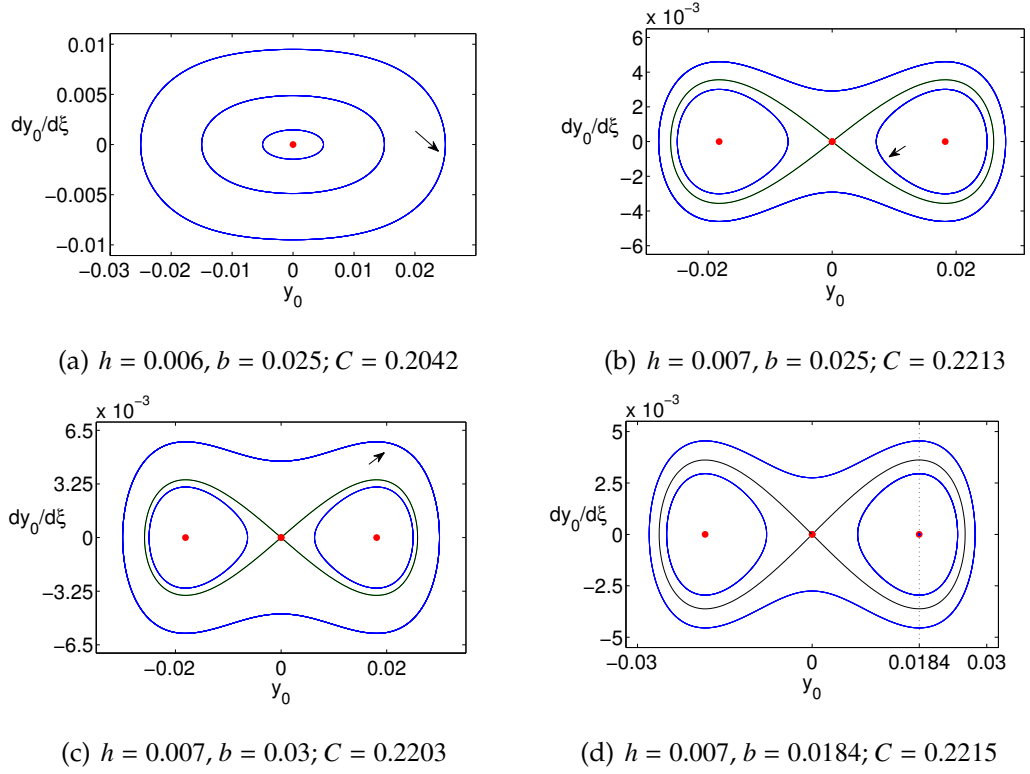 0.01
0.005
0
−0.005
−0.01
dy₀/dξ
−0.03 −0.02 −0.01 0 0.01 0.02
y₀
(a) h = 0.006, b = 0.025; C = 0.2042
x 10⁻³
6
4
2
0
−2
−4
−6
dy₀/dξ
−0.02 0 0.02
y₀
(b) h = 0.007, b = 0.025; C = 0.2213
x 10⁻³
6.5
3.25
0
−3.25
−6.5
dy₀/dξ
−0.02 0 0.02
y₀
(c) h = 0.007, b = 0.03; C = 0.2203
x 10⁻³
5
2.5
0
−2.5
−5
dy₀/dξ
−0.03 0 0.0184 0.03
y₀
(d) h = 0.007, b = 0.0184; C = 0.2215